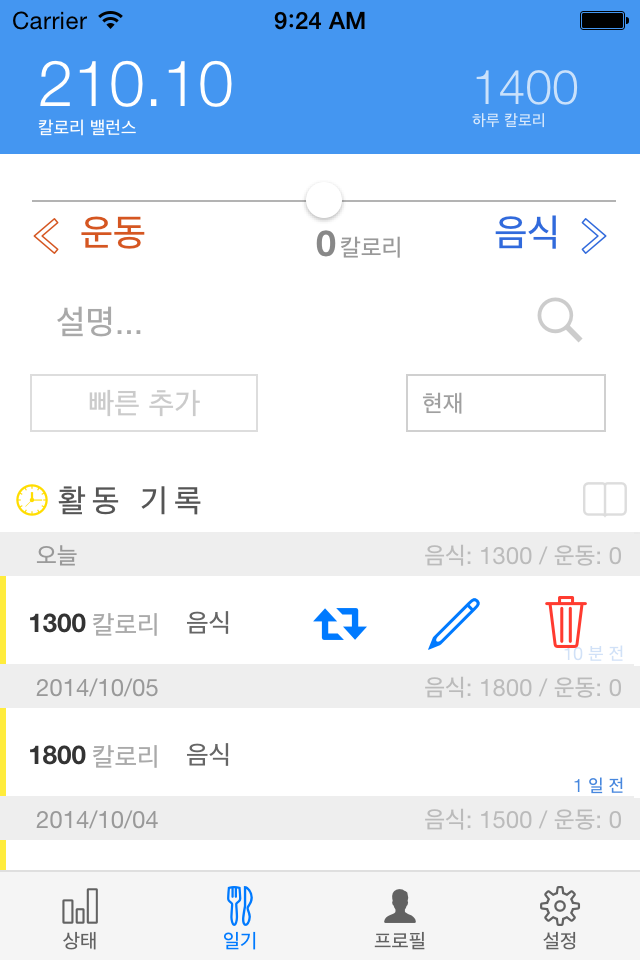 Carrier 9:24 AM
210.10 1400
칼로리 밸런스 하루 칼로리
운동 0 칼로리 음식
설명...
빠른 추가 현재
활동 기록
오늘 음식: 1300 / 운동: 0
1300 칼로리 음식
10 분 전
2014/10/05 음식: 1800 / 운동: 0
1800 칼로리 음식
1 일 전
2014/10/04 음식: 1500 / 운동: 0
상태 일기 프로필 설정